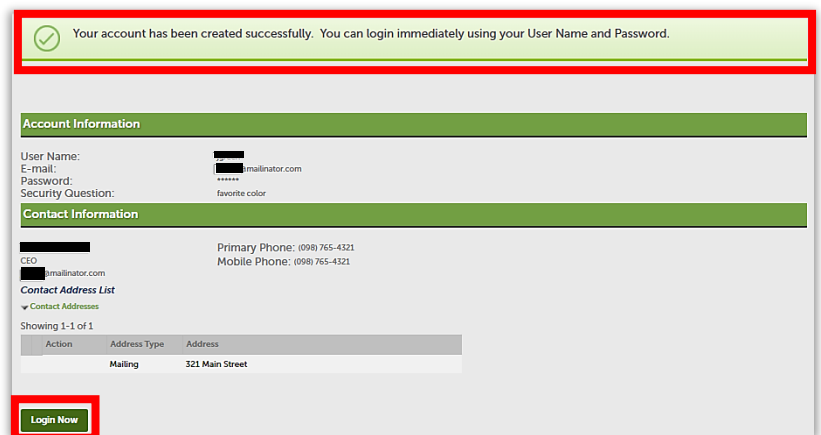 Your account has been created successfully. You can login immediately using your User Name and Password.
Account Information
User Name:
E-mail: @mailinator.com
Password: ******
Security Question: favorite color
Contact Information
Primary Phone: (098) 765-4321
CEO Mobile Phone: (098) 765-4321
@mailinator.com
Contact Address List
Contact Addresses
Showing 1-1 of 1
Action Address Type Address
Mailing 321 Main Street
Login Now